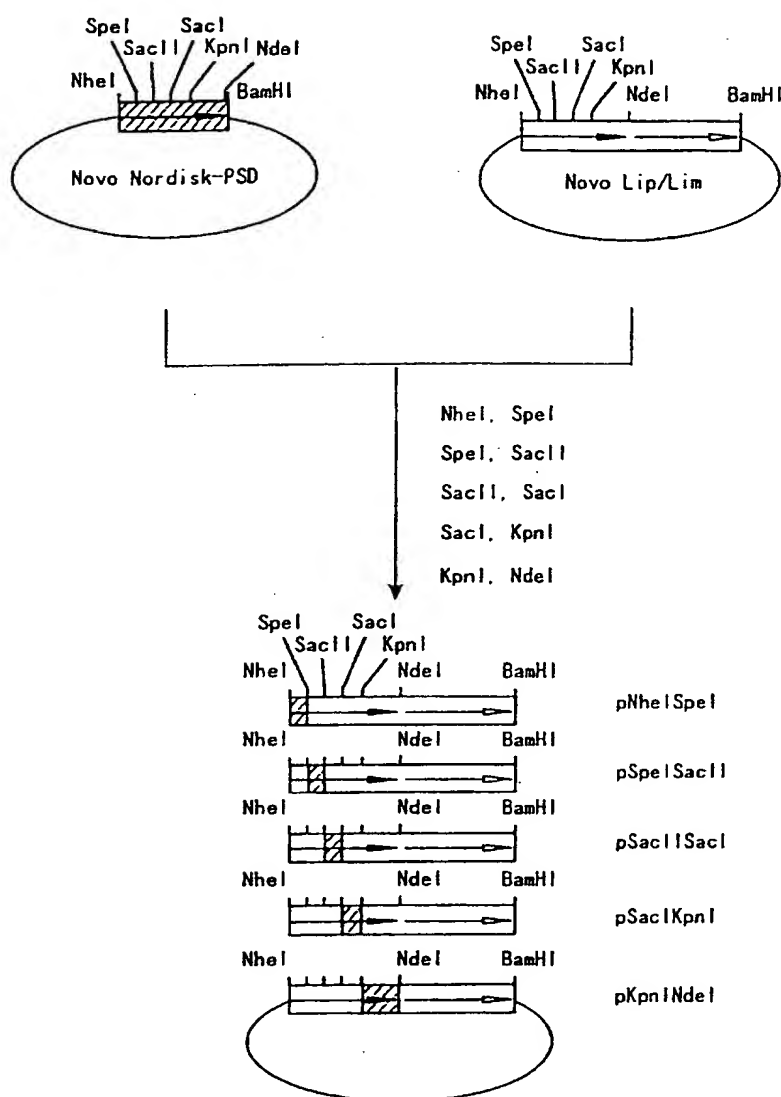 SpeI
SacII
SacI
KpnI
NdeI
NheI
BamHI
Novo Nordisk-PSD
SpeI
SacII
SacI
KpnI
NheI
NdeI
BamHI
Novo Lip/Lim
NheI, SpeI
SpeI, SacII
SacII, SacI
SacI, KpnI
KpnI, NdeI
SpeI
SacII
SacI
KpnI
NheI NdeI BamHI
pNheISpeI
NheI NdeI BamHI
pSpeISacII
NheI NdeI BamHI
pSacIISacI
NheI NdeI BamHI
pSacIKpnI
NheI NdeI BamHI
pKpnINdeI